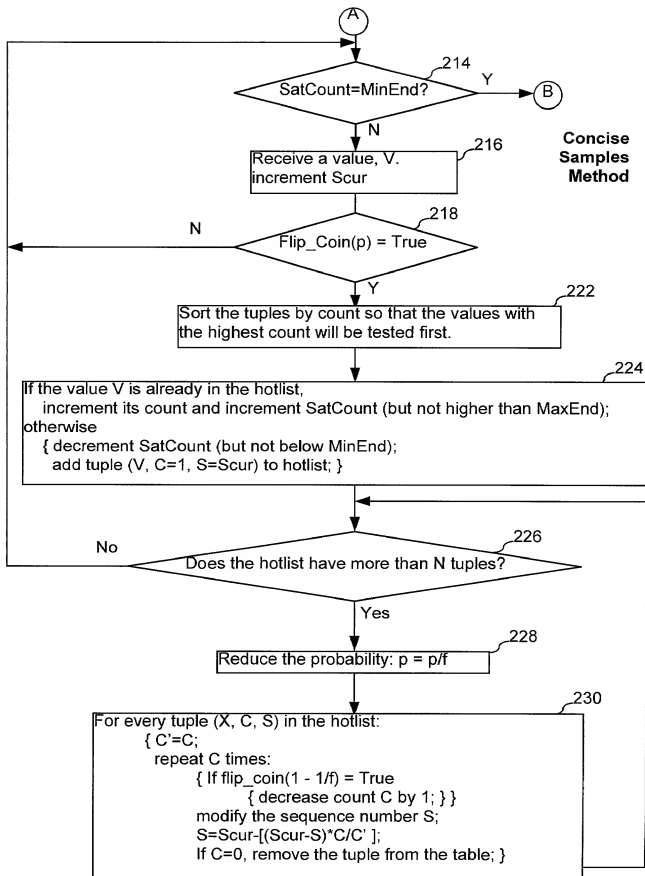 A
214
SatCount=MinEnd?
Y
B
N
Concise
Samples
Method
216
Receive a value, V.
increment Scur
218
N
Flip_Coin(p) = True
Y
222
Sort the tuples by count so that the values with
the highest count will be tested first.
224
If the value V is already in the hotlist,
increment its count and increment SatCount (but not higher than MaxEnd);
otherwise
{ decrement SatCount (but not below MinEnd);
add tuple (V, C=1, S=Scur) to hotlist; }
226
No
Does the hotlist have more than N tuples?
Yes
228
Reduce the probability: p = p/f
230
For every tuple (X, C, S) in the hotlist:
{ C'=C;
repeat C times:
{ If flip_coin(1 - 1/f) = True
{ decrease count C by 1; } }
modify the sequence number S;
S=Scur-[(Scur-S)*C/C' ];
If C=0, remove the tuple from the table; }